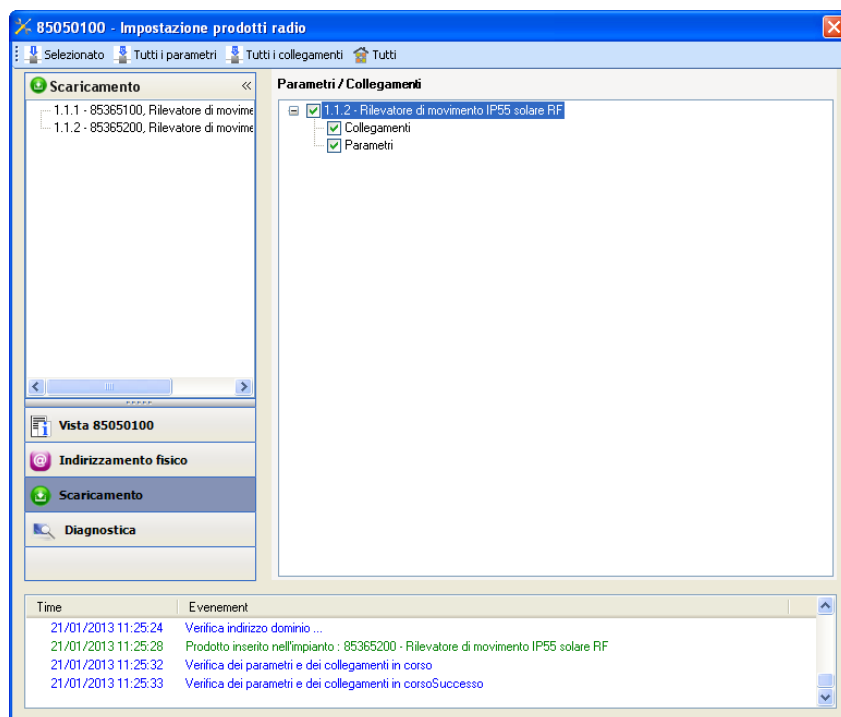 85050100 - Impostazione prodotti radio
Selezionato Tutti i parametri Tutti i collegamenti Tutti
Scaricamento
1.1.1 - 85365100, Rilevatore di movime
1.1.2 - 85365200, Rilevatore di movime
Vista 85050100
Indirizzamento fisico
Scaricamento
Diagnostica
Parametri / Collegamenti
1.1.2 - Rilevatore di movimento IP55 solare RF
Collegamenti
Parametri
Time Evenement
21/01/2013 11:25:24 Verifica indirizzo dominio ...
21/01/2013 11:25:28 Prodotto inserito nell'impianto : 85365200 - Rilevatore di movimento IP55 solare RF
21/01/2013 11:25:32 Verifica dei parametri e dei collegamenti in corso
21/01/2013 11:25:33 Verifica dei parametri e dei collegamenti in corsoSuccesso